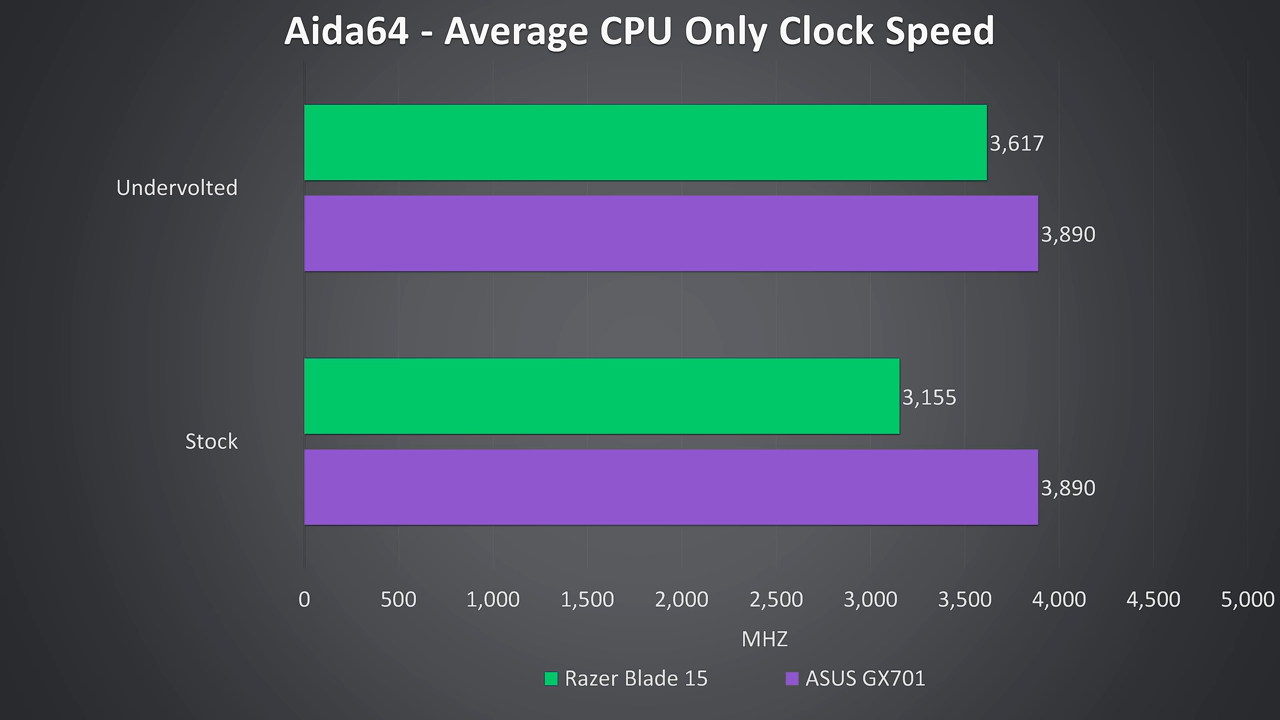 Aida64 - Average CPU Only Clock Speed
3,617
Undervolted
3,890
3,155
Stock
3,890
0 500 1,000 1,500 2,000 2,500 3,000 3,500 4,000 4,500 5,000
MHZ
Razer Blade 15 ASUS GX701